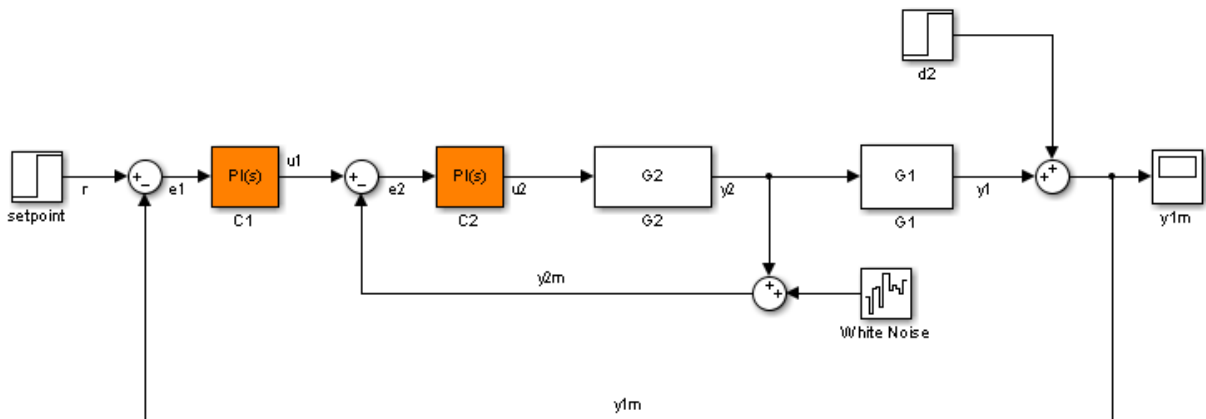 d2
PI(s)
u1
PI(s)
G2
G1
r
e1
e2
u2
y2
y1
setpoint
C1
C2
G2
G1
y1m
y2m
White Noise
y1m